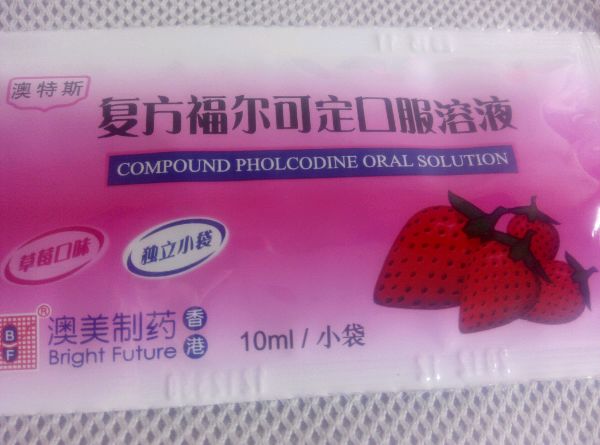 澳特斯
复方福尔可定口服溶液
COMPOUND PHOLCODINE ORAL SOLUTION
草莓口味
独立小袋
BF
®
澳美制药 香港
Bright Future
10ml / 小袋